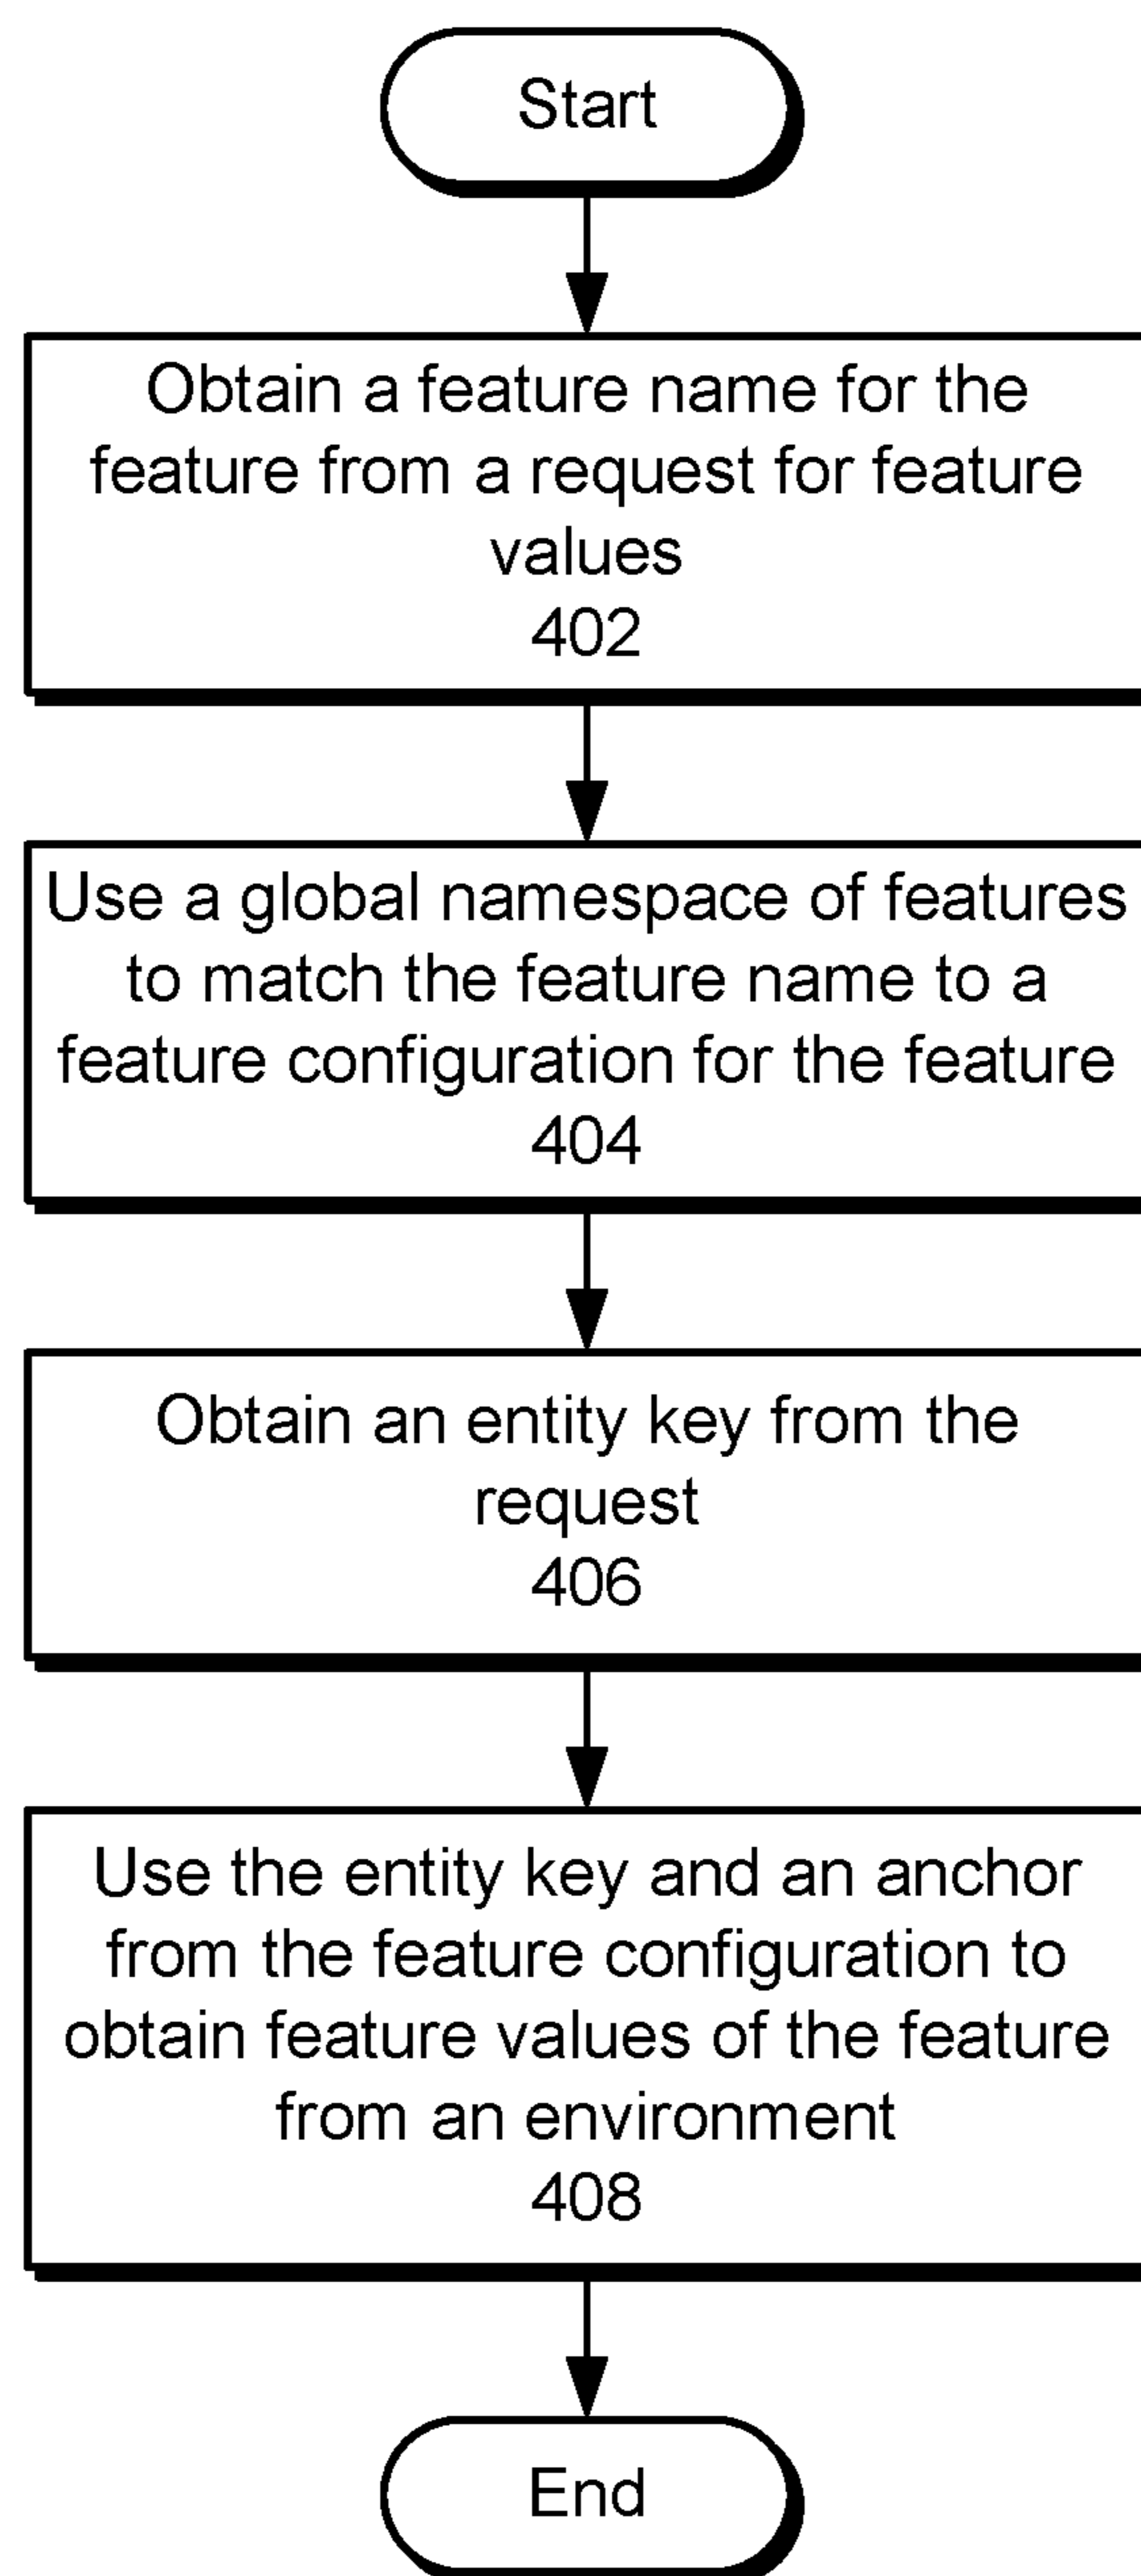 Start
Obtain a feature name for the
feature from a request for feature
values
402
Use a global namespace of features
to match the feature name to a
feature configuration for the feature
404
Obtain an entity key from the
request
406
Use the entity key and an anchor
from the feature configuration to
obtain feature values of the feature
from an environment
408
End